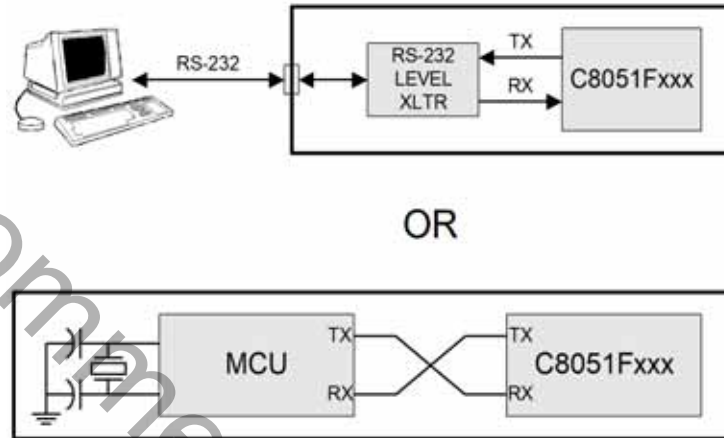 RS-232
RS-232
LEVEL
XLTR
TX
RX
C8051Fxxx
OR
MCU
TX
RX
TX
RX
C8051Fxxx